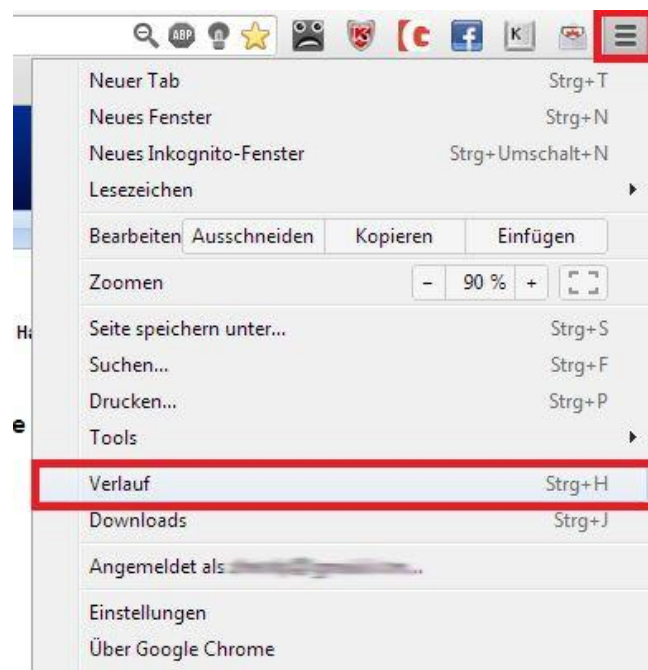 ABP K C f K
Neuer Tab Strg+T
Neues Fenster Strg+N
Neues Inkognito-Fenster Strg+Umschalt+N
Lesezeichen
Bearbeiten Ausschneiden Kopieren Einfügen
Zoomen - 90 % +
Seite speichern unter... Strg+S
Suchen... Strg+F
Drucken... Strg+P
e
Tools
Verlauf Strg+H
Downloads Strg+J
Angemeldet als ...
Einstellungen
Über Google Chrome